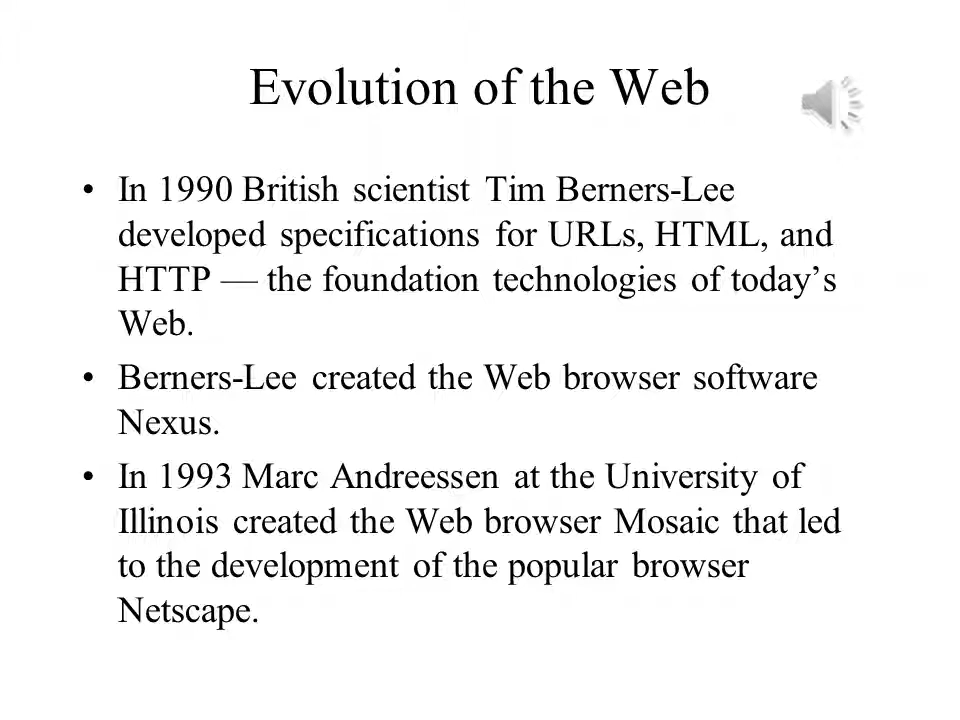 Evolution of the Web
• In 1990 British scientist Tim Berners-Lee
developed specifications for URLs, HTML, and
HTTP — the foundation technologies of today’s
Web.
• Berners-Lee created the Web browser software
Nexus.
• In 1993 Marc Andreessen at the University of
Illinois created the Web browser Mosaic that led
to the development of the popular browser
Netscape.